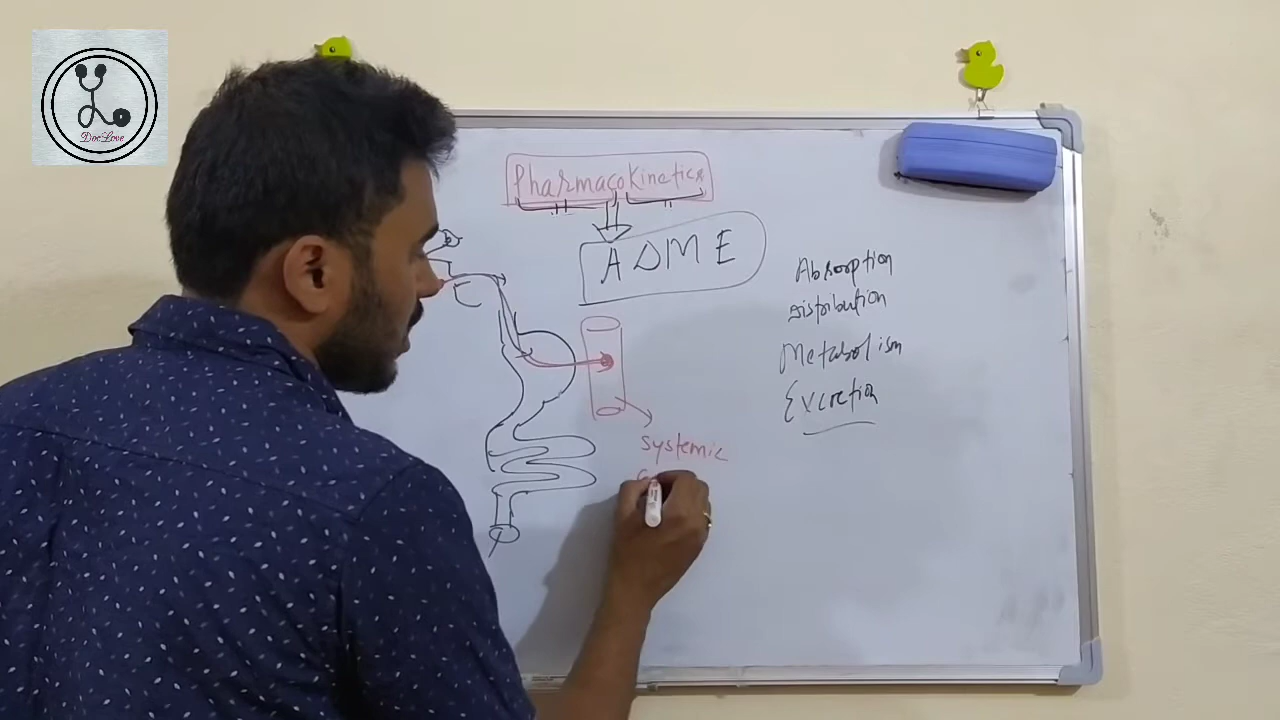 DocLove
PharmacoKinetics
ADME
Absorption
Distribution
Metabolism
Excretion
systemic
C